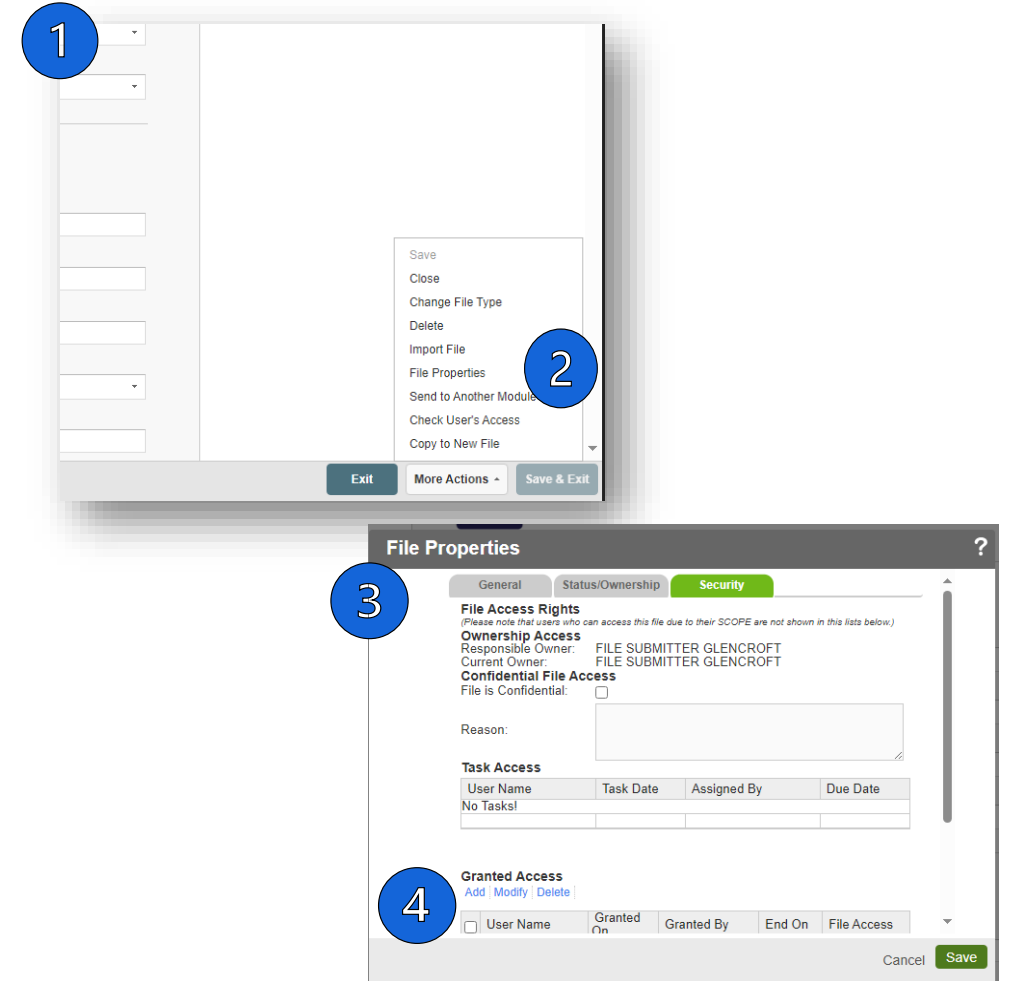 1
Save
Close
Change File Type
Delete
Import File
2
File Properties
Send to Another Module
Check User's Access
Copy to New File
Exit More Actions Save & Exit
File Properties ?
3
General Status/Ownership Security
File Access Rights
(Please note that users who can access this file due to their SCOPE are not shown in this lists below.)
Ownership Access
Responsible Owner: FILE SUBMITTER GLENCROFT
Current Owner: FILE SUBMITTER GLENCROFT
Confidential File Access
File is Confidential:
Reason:
Task Access
User Name Task Date Assigned By Due Date
No Tasks!
4
Granted Access
Add Modify Delete
User Name Granted On Granted By End On File Access
Cancel Save